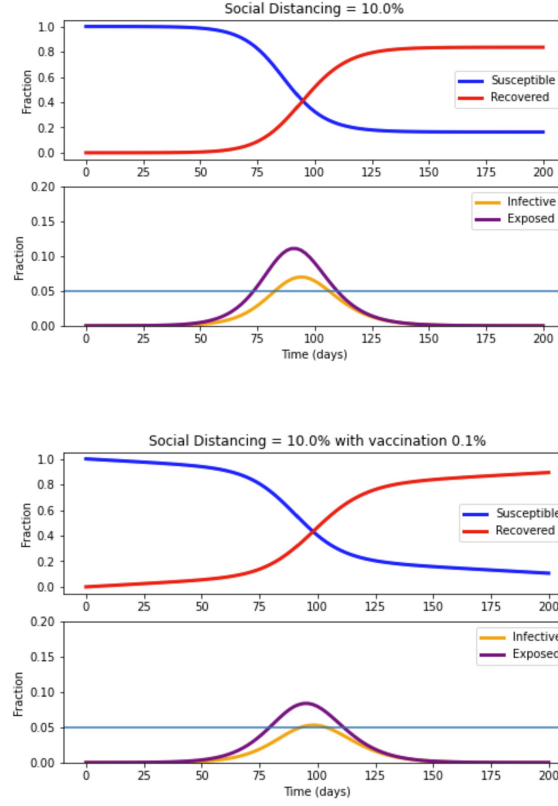 Social Distancing = 10.0%
1.0
0.8
0.6
0.4
0.2
0.0
Fraction
Susceptible
Recovered
0 25 50 75 100 125 150 175 200
0.20
0.15
0.10
0.05
0.00
Fraction
Infective
Exposed
0 25 50 75 100 125 150 175 200
Time (days)
Social Distancing = 10.0% with vaccination 0.1%
1.0
0.8
0.6
0.4
0.2
0.0
Fraction
Susceptible
Recovered
0 25 50 75 100 125 150 175 200
0.20
0.15
0.10
0.05
0.00
Fraction
Infective
Exposed
0 25 50 75 100 125 150 175 200
Time (days)